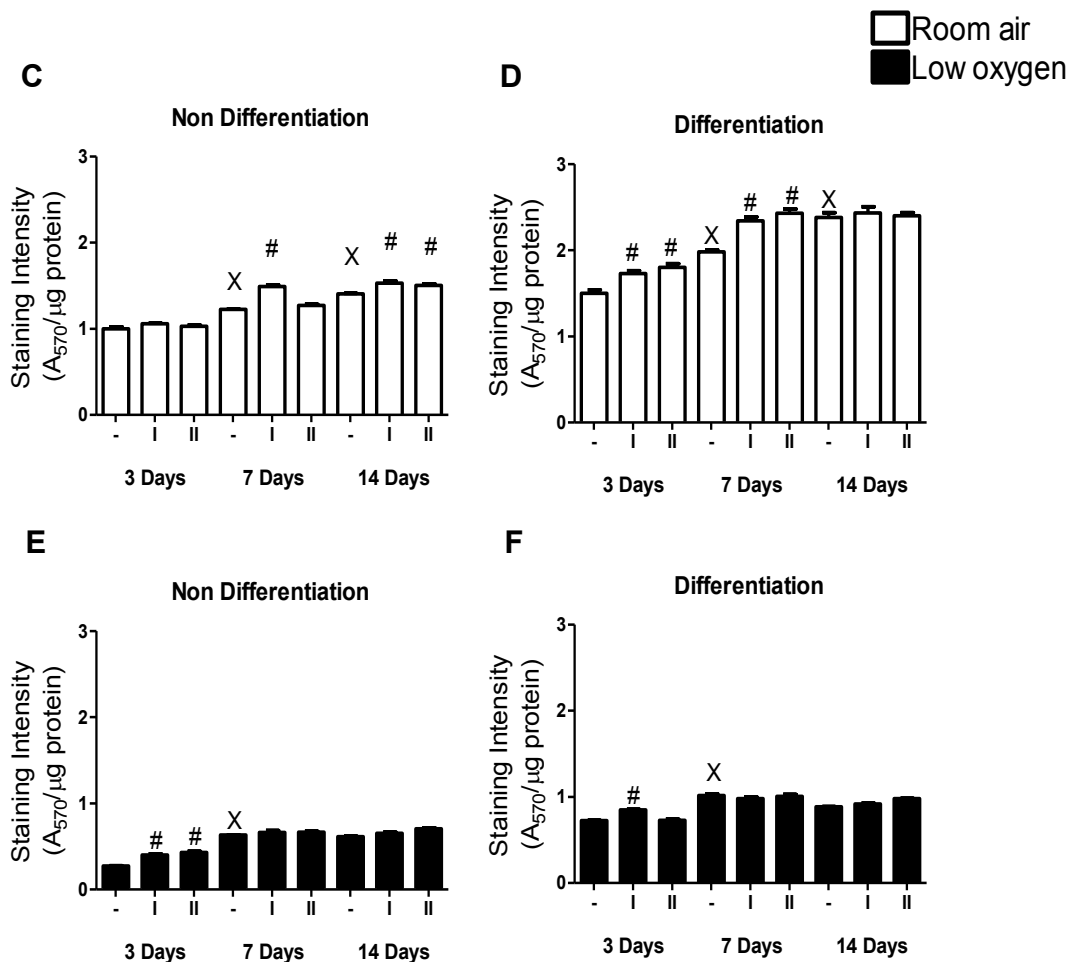 Room air
Low oxygen
C
Non Differentiation
Staining Intensity
(A570/μg protein)
3
2
1
0
X
#
X
#
#
- I II - I II - I II
3 Days 7 Days 14 Days
D
Differentiation
Staining Intensity
(A570/μg protein)
3
2
1
0
#
#
X
#
#
X
- I II - I II - I II
3 Days 7 Days 14 Days
E
Non Differentiation
Staining Intensity
(A570/μg protein)
3
2
1
0
#
#
X
- I II - I II - I II
3 Days 7 Days 14 Days
F
Differentiation
Staining Intensity
(A570/μg protein)
3
2
1
0
#
X
- I II - I II - I II
3 Days 7 Days 14 Days